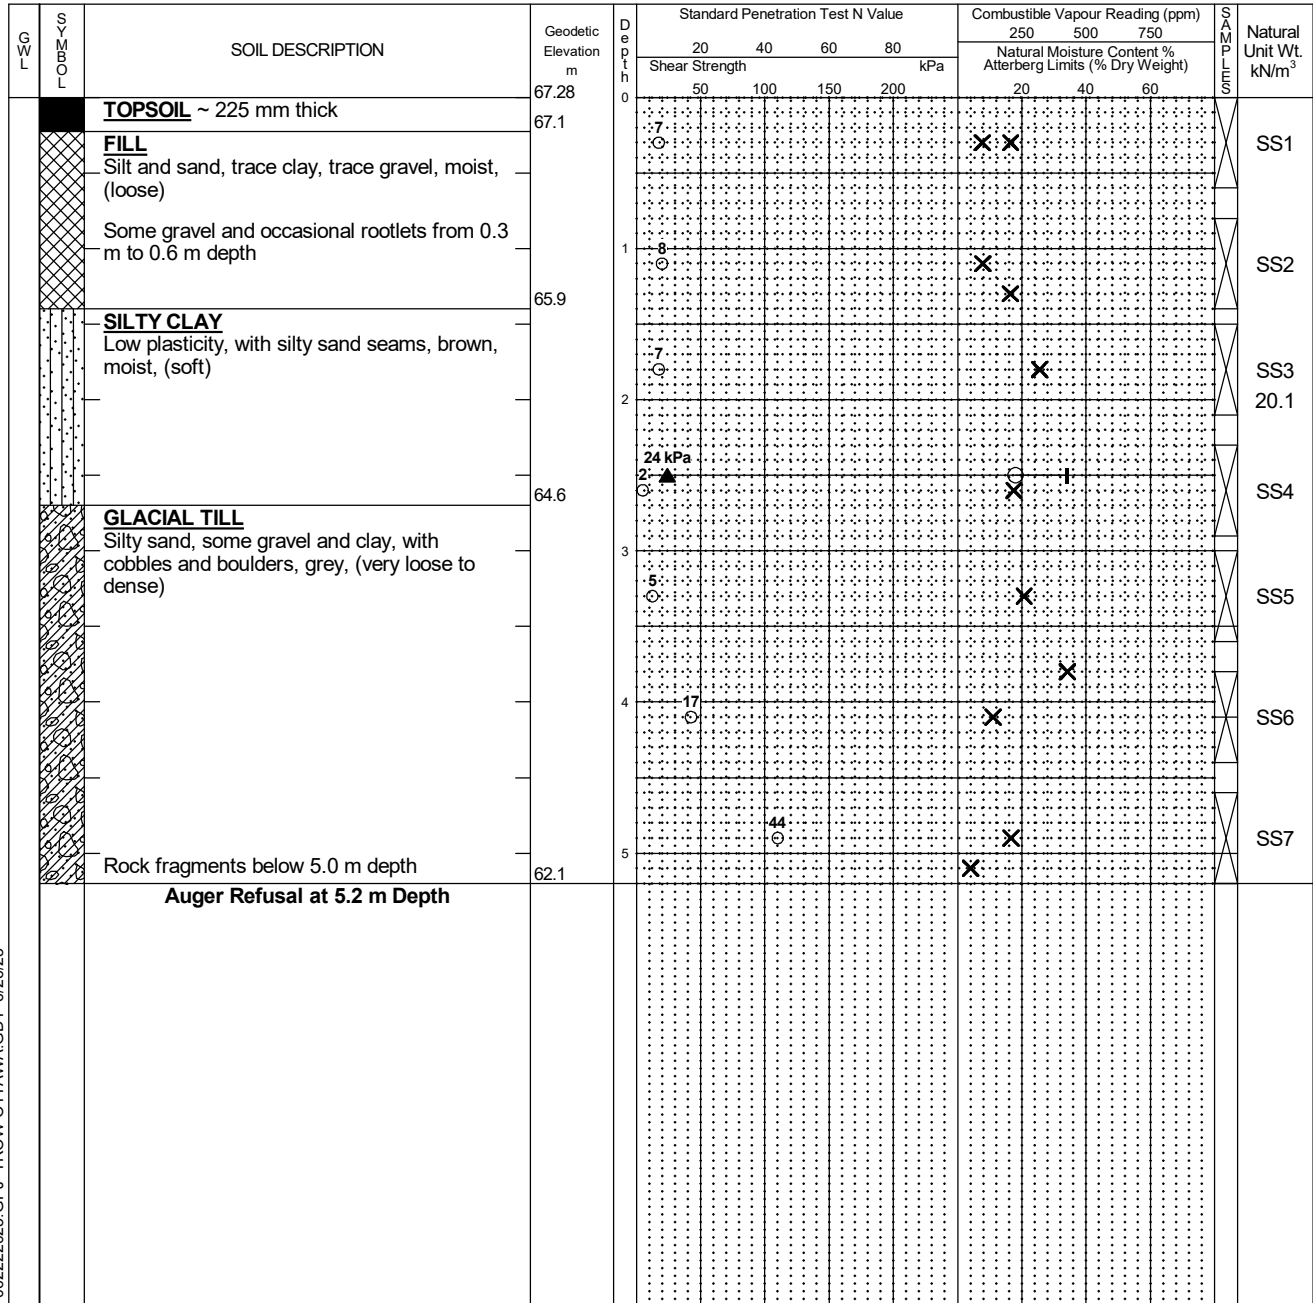 GWL
SYMBOL
SOIL DESCRIPTION
Geodetic
Elevation
m
67.28
Depth
Standard Penetration Test N Value
20 40 60 80
Shear Strength kPa
50 100 150 200
Combustible Vapour Reading (ppm)
250 500 750
Natural Moisture Content %
Atterberg Limits (% Dry Weight)
20 40 60
SAMPLES
Natural
Unit Wt.
kN/m³
0
TOPSOIL ~ 225 mm thick
67.1
FILL
Silt and sand, trace clay, trace gravel, moist,
(loose)
7
SS1
Some gravel and occasional rootlets from 0.3
m to 0.6 m depth
1
8
SS2
65.9
SILTY CLAY
Low plasticity, with silty sand seams, brown,
moist, (soft)
7
SS3
2
20.1
24 kPa
2
SS4
64.6
GLACIAL TILL
Silty sand, some gravel and clay, with
cobbles and boulders, grey, (very loose to
dense)
3
5
SS5
4
17
SS6
44
SS7
5
Rock fragments below 5.0 m depth
62.1
Auger Refusal at 5.2 m Depth